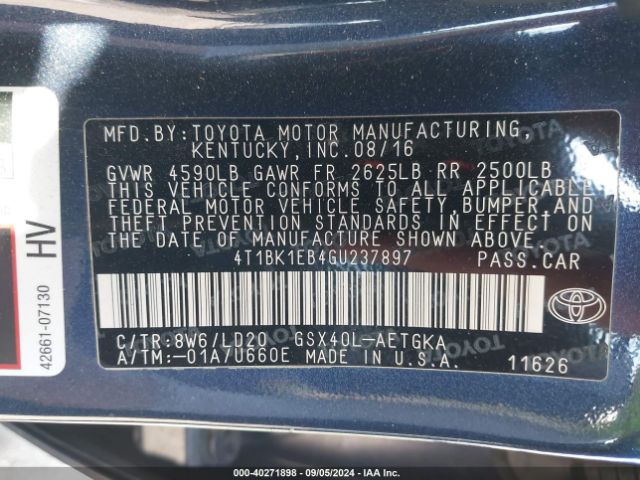 MFD. BY: TOYOTA MOTOR MANUFACTURING,
KENTUCKY, INC. 08/16
GVWR 4590LB GAWR FR 2625LB RR 2500LB
THIS VEHICLE CONFORMS TO ALL APPLICABLE
FEDERAL MOTOR VEHICLE SAFETY, BUMPER, AND
THEFT PREVENTION STANDARDS IN EFFECT ON
THE DATE OF MANUFACTURE SHOWN ABOVE.
4T1BK1EB4GU237897 PASS. CAR
C/TR: 8W6/LD20 GSX40L-AETGKA
A/TM: -01A/U660E MADE IN U.S.A. 11626
TOYOTA
HV
42661-07130
000-40271898 - 09/05/2024 - IAA Inc.